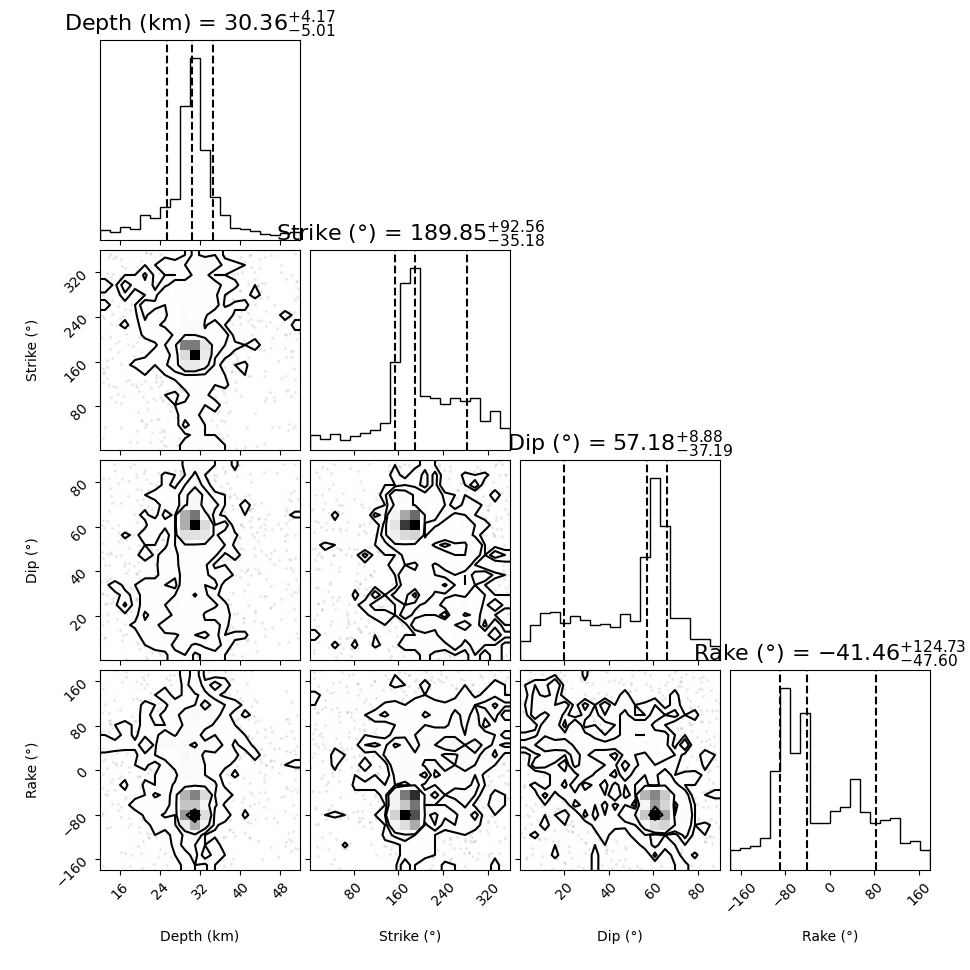 Depth (km) = 30.36+4.17−5.01
Strike (°) = 189.85+92.56−35.18
320
240
160
80
Strike (°)
Dip (°) = 57.18+8.88−37.19
80
60
40
20
Dip (°)
Rake (°) = −41.46+124.73−47.60
160
80
0
−80
−160
Rake (°)
16 24 32 40 48 80 160 240 320 20 40 60 80 −160 −80 0 80 160
Depth (km) Strike (°) Dip (°) Rake (°)